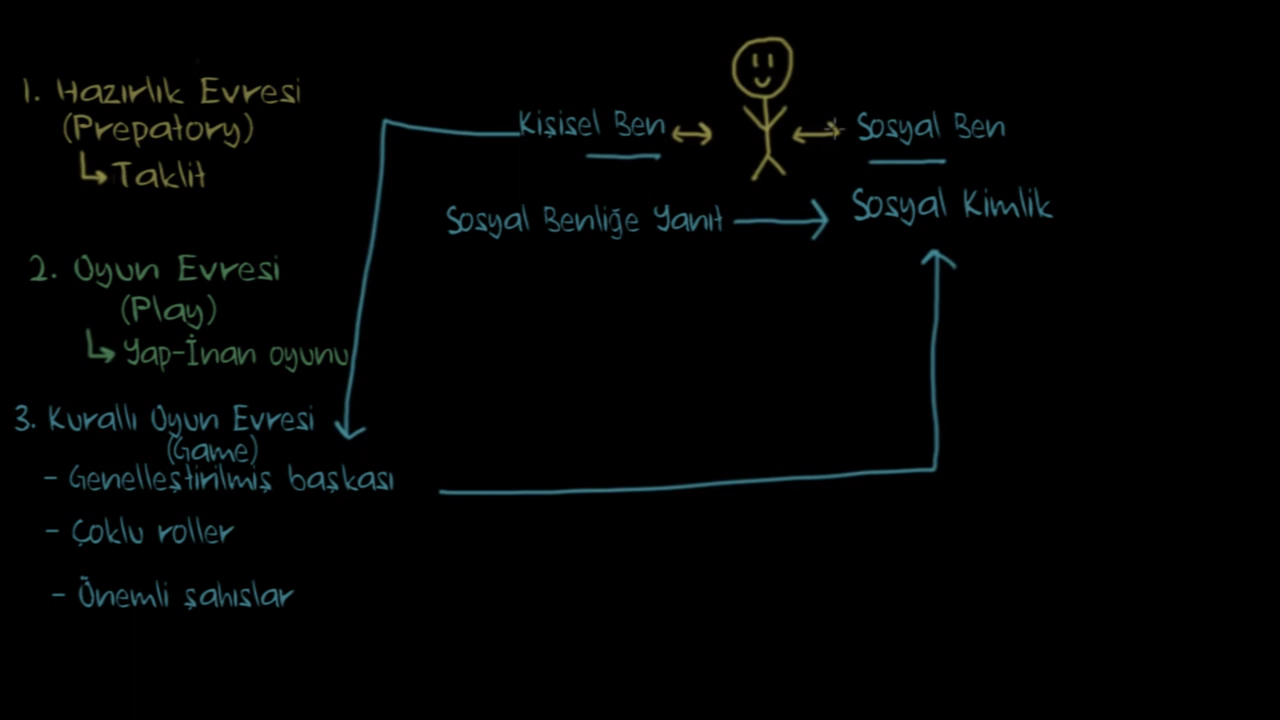 1. Hazırlık Evresi
(Prepatory)
Taklit
2. Oyun Evresi
(Play)
Yap-İnan oyunu
3. Kurallı Oyun Evresi
(Game)
- Genelleştirilmiş başkası
- Çoklu roller
- Önemli şahıslar
Kişisel Ben
Sosyal Ben
Sosyal Benliğe Yanıt
Sosyal Kimlik